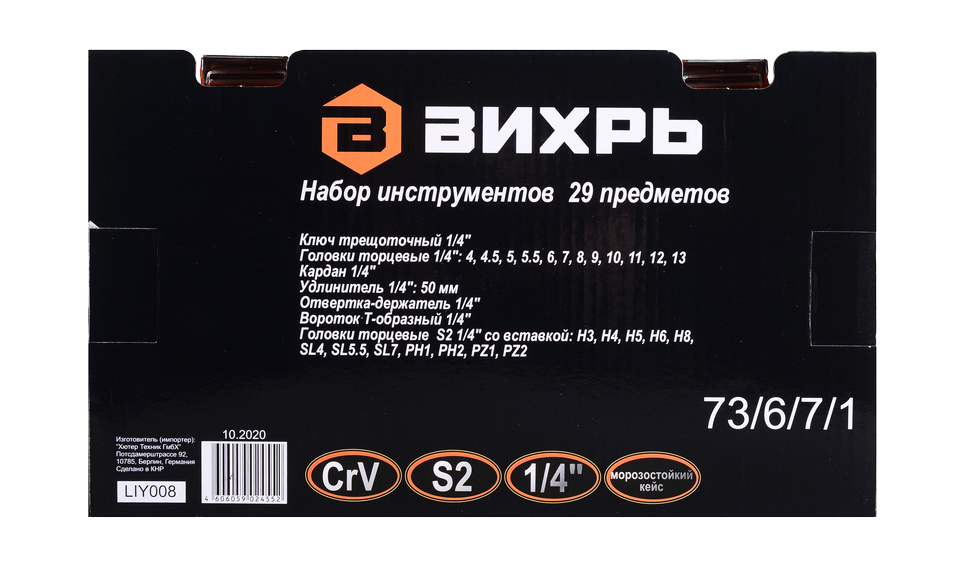 В ВИХРЬ
Набор инструментов 29 предметов
Ключ трещоточный 1/4"
Головки торцевые 1/4": 4, 4.5, 5, 5.5, 6, 7, 8, 9, 10, 11, 12, 13
Кардан 1/4"
Удлинитель 1/4": 50 мм
Отвертка-держатель 1/4"
Вороток Т-образный 1/4"
Головки торцевые S2 1/4" со вставкой: H3, H4, H5, H6, H8,
SL4, SL5.5, SL7, PH1, PH2, PZ1, PZ2
73/6/7/1
10.2020
Изготовитель (импортер):
"Хютер Техник ГмбХ"
Потсдамерштрассе 92,
10785, Берлин, Германия
Сделано в КНР
LIY008
4 606059 024552
CrV
S2
1/4"
морозостойкий
кейс